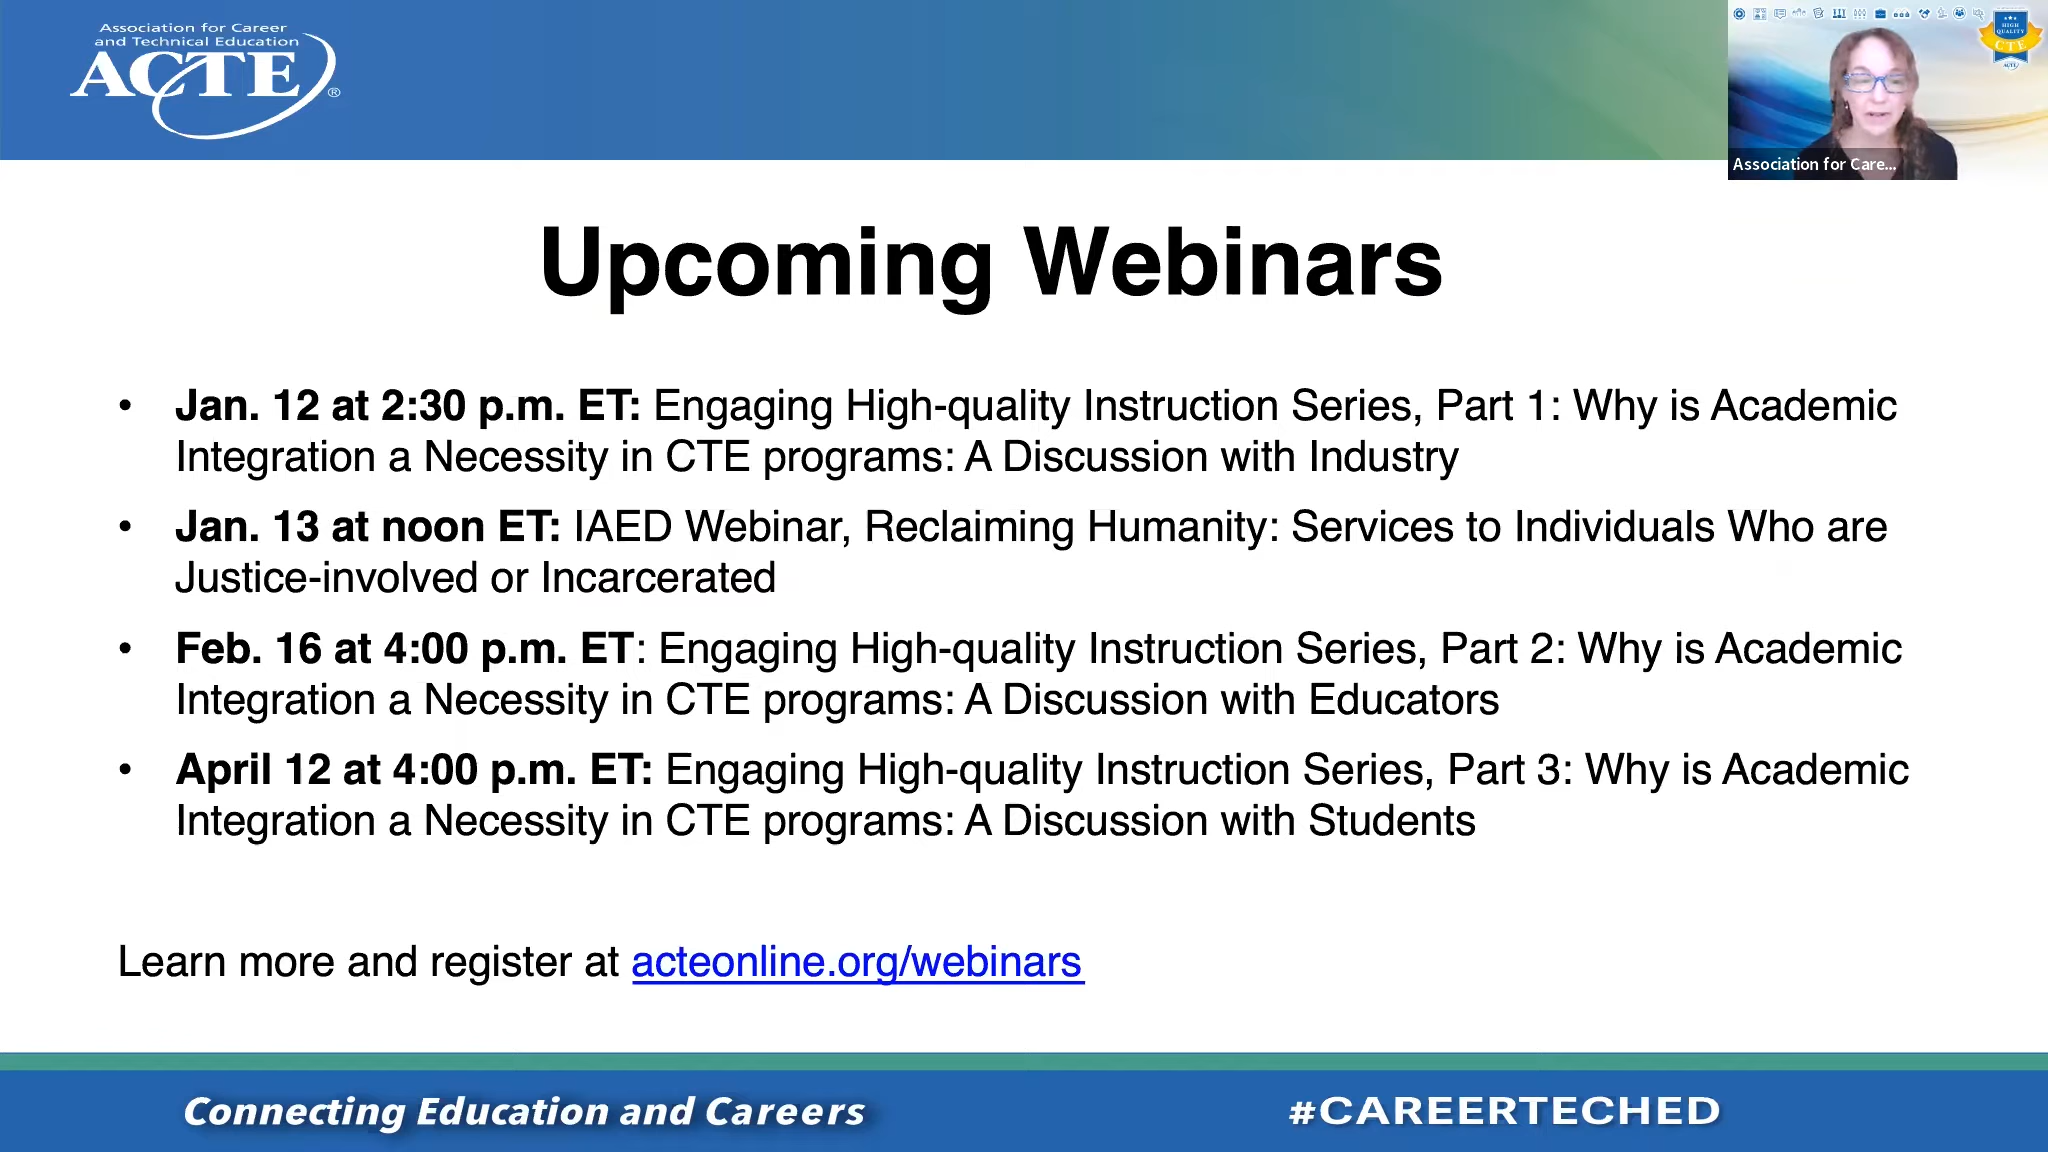 Association for Career
and Technical Education
ACTE®
HIGH
QUALITY
CTE
ACTE
Association for Care...
Upcoming Webinars
• Jan. 12 at 2:30 p.m. ET: Engaging High-quality Instruction Series, Part 1: Why is Academic
Integration a Necessity in CTE programs: A Discussion with Industry
• Jan. 13 at noon ET: IAED Webinar, Reclaiming Humanity: Services to Individuals Who are
Justice-involved or Incarcerated
• Feb. 16 at 4:00 p.m. ET: Engaging High-quality Instruction Series, Part 2: Why is Academic
Integration a Necessity in CTE programs: A Discussion with Educators
• April 12 at 4:00 p.m. ET: Engaging High-quality Instruction Series, Part 3: Why is Academic
Integration a Necessity in CTE programs: A Discussion with Students
Learn more and register at acteonline.org/webinars
Connecting Education and Careers
#CAREERTECHED